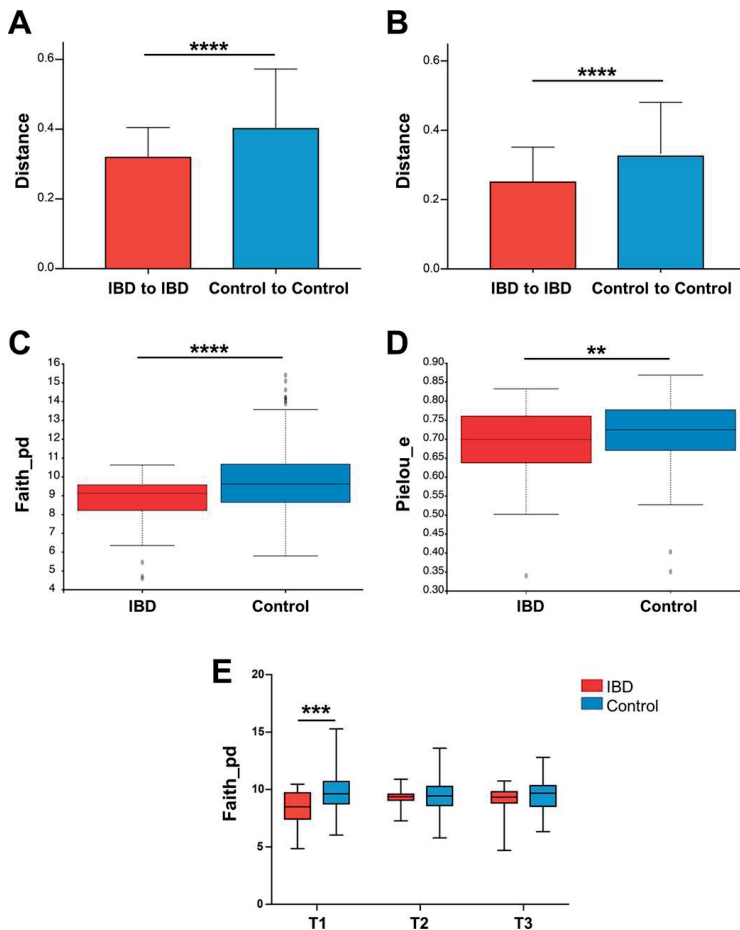 A
B
****
****
0.6
0.4
0.2
0.0
Distance
IBD to IBD
Control to Control
0.6
0.4
0.2
0.0
Distance
IBD to IBD
Control to Control
C
D
****
**
16
15
14
13
12
11
10
9
8
7
6
5
4
Faith_pd
IBD
Control
0.90
0.85
0.80
0.75
0.70
0.65
0.60
0.55
0.50
0.45
0.40
0.35
0.30
Pielou_e
IBD
Control
E
20
15
10
5
0
Faith_pd
***
IBD
Control
T1
T2
T3